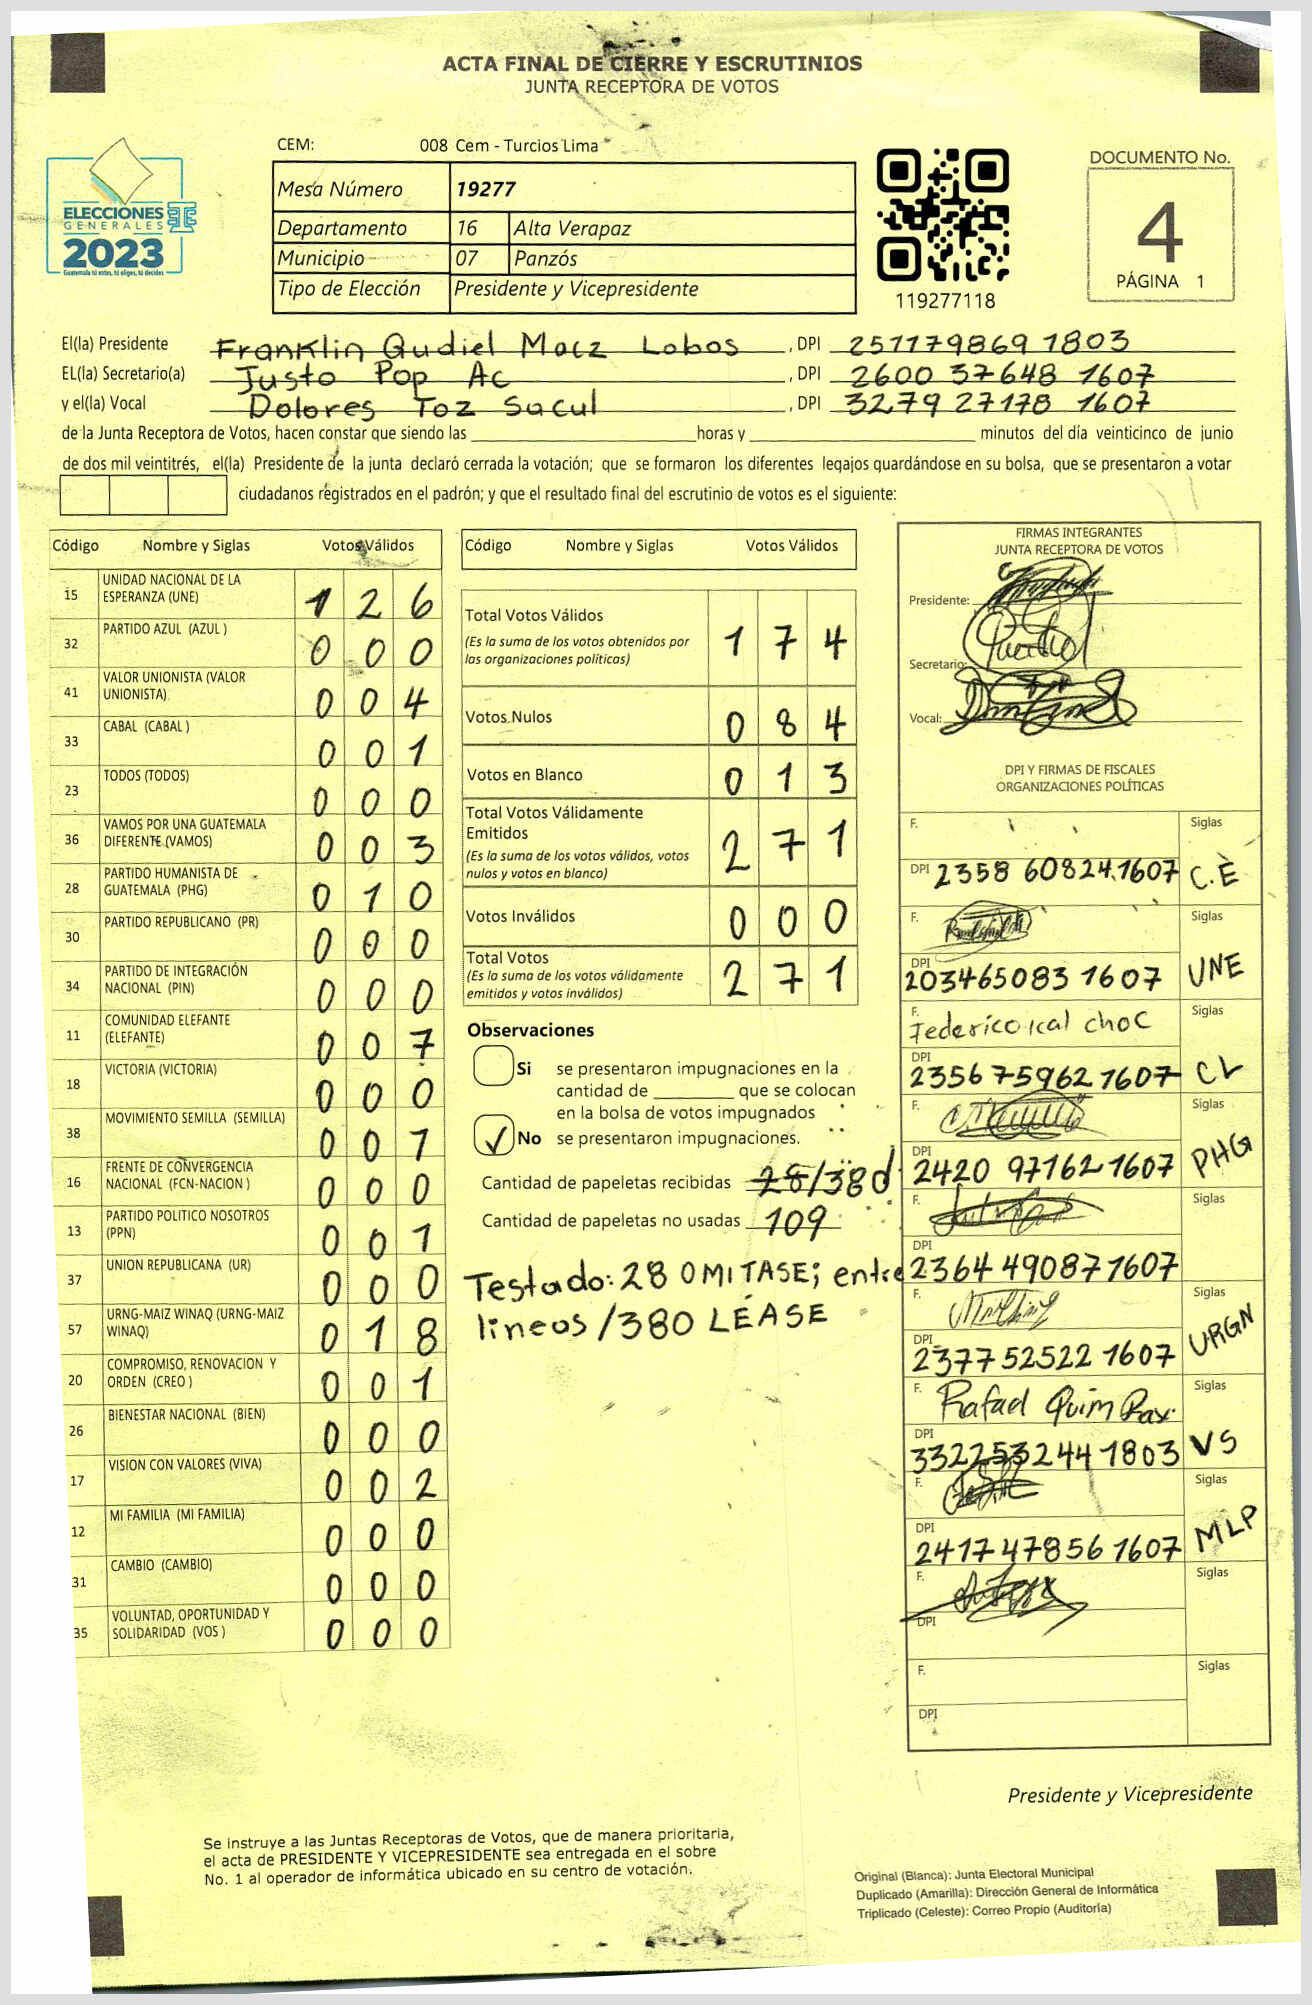 ACTA FINAL DE CIERRE Y ESCRUTINIOS
JUNTA RECEPTORA DE VOTOS
CEM: 008 Cem - Turcios Lima
ELECCIONES
GENERALES
2023
Guatemala tú eres, tú eliges, tú decides
Mesa Número 19277
Departamento 16 Alta Verapaz
Municipio 07 Panzós
Tipo de Elección Presidente y Vicepresidente
119277118
DOCUMENTO No.
4
PÁGINA 1
El(la) Presidente Franklin Gudiel Macz Lobos , DPI 251179869 1803
EL(la) Secretario(a) Justo Pop Ac , DPI 2600 37648 1607
y el(la) Vocal Dolores Toz Sacul , DPI 3279 27178 1607
de la Junta Receptora de Votos, hacen constar que siendo las horas y minutos del día veinticinco de junio
de dos mil veintitrés, el(la) Presidente de la junta declaró cerrada la votación; que se formaron los diferentes legajos guardándose en su bolsa, que se presentaron a votar
ciudadanos registrados en el padrón; y que el resultado final del escrutinio de votos es el siguiente:
Código Nombre y Siglas Votos Válidos
15 UNIDAD NACIONAL DE LA ESPERANZA (UNE) 1 2 6
32 PARTIDO AZUL (AZUL ) 0 0 0
41 VALOR UNIONISTA (VALOR UNIONISTA) 0 0 4
33 CABAL (CABAL ) 0 0 1
23 TODOS (TODOS) 0 0 0
36 VAMOS POR UNA GUATEMALA DIFERENTE (VAMOS) 0 0 3
28 PARTIDO HUMANISTA DE GUATEMALA (PHG) 0 1 0
30 PARTIDO REPUBLICANO (PR) 0 0 0
34 PARTIDO DE INTEGRACIÓN NACIONAL (PIN) 0 0 0
11 COMUNIDAD ELEFANTE (ELEFANTE) 0 0 7
18 VICTORIA (VICTORIA) 0 0 0
38 MOVIMIENTO SEMILLA (SEMILLA) 0 0 1
16 FRENTE DE CONVERGENCIA NACIONAL (FCN-NACION ) 0 0 0
13 PARTIDO POLITICO NOSOTROS (PPN) 0 0 1
37 UNION REPUBLICANA (UR) 0 0 0
57 URNG-MAIZ WINAQ (URNG-MAIZ WINAQ) 0 1 8
20 COMPROMISO, RENOVACION Y ORDEN (CREO ) 0 0 1
26 BIENESTAR NACIONAL (BIEN) 0 0 0
17 VISION CON VALORES (VIVA) 0 0 2
12 MI FAMILIA (MI FAMILIA) 0 0 0
31 CAMBIO (CAMBIO) 0 0 0
35 VOLUNTAD, OPORTUNIDAD Y SOLIDARIDAD (VOS ) 0 0 0
Código Nombre y Siglas Votos Válidos
Total Votos Válidos 1 7 4
(Es la suma de los votos obtenidos por
las organizaciones políticas)
Votos Nulos 0 8 4
Votos en Blanco 0 1 3
Total Votos Válidamente
Emitidos 2 7 1
(Es la suma de los votos válidos, votos
nulos y votos en blanco)
Votos Inválidos 0 0 0
Total Votos 2 7 1
(Es la suma de los votos válidamente
emitidos y votos inválidos)
Observaciones
Si se presentaron impugnaciones en la
cantidad de que se colocan
en la bolsa de votos impugnados
No se presentaron impugnaciones.
Cantidad de papeletas recibidas 28/380
Cantidad de papeletas no usadas 109
Testado: 28 OMITASE; entre
lineos /380 LÉASE
FIRMAS INTEGRANTES
JUNTA RECEPTORA DE VOTOS
Presidente:
Secretario:
Vocal:
DPI Y FIRMAS DE FISCALES
ORGANIZACIONES POLÍTICAS
F. Siglas
DPI 2358 60824 1607 C.E
F. Siglas
DPI 203465083 1607 UNE
F. Federico Ical choc Siglas
DPI 2356 75962 1607 CV
F. Siglas
DPI 2420 97162 1607 PHG
F. Siglas
DPI 2364 49087 1607
F. Siglas
DPI 2377 52522 1607 URGN
F. Rafael Quim Rax. Siglas
DPI 332253244 1803 VS
F. Siglas
DPI 2417 47856 1607 MLP
F. Siglas
DPI
F. Siglas
DPI
Presidente y Vicepresidente
Se instruye a las Juntas Receptoras de Votos, que de manera prioritaria,
el acta de PRESIDENTE Y VICEPRESIDENTE sea entregada en el sobre
No. 1 al operador de informática ubicado en su centro de votación.
Original (Blanca): Junta Electoral Municipal
Duplicado (Amarilla): Dirección General de Informática
Triplicado (Celeste): Correo Propio (Auditoría)